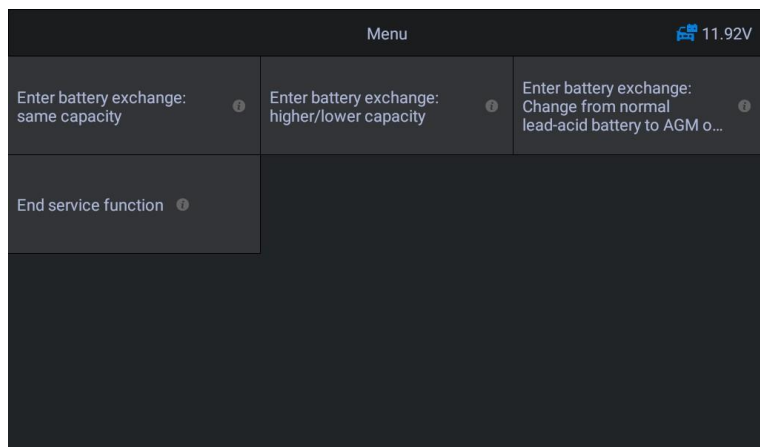 Menu
11.92V
Enter battery exchange:
same capacity
Enter battery exchange:
higher/lower capacity
Enter battery exchange:
Change from normal
lead-acid battery to AGM o...
End service function